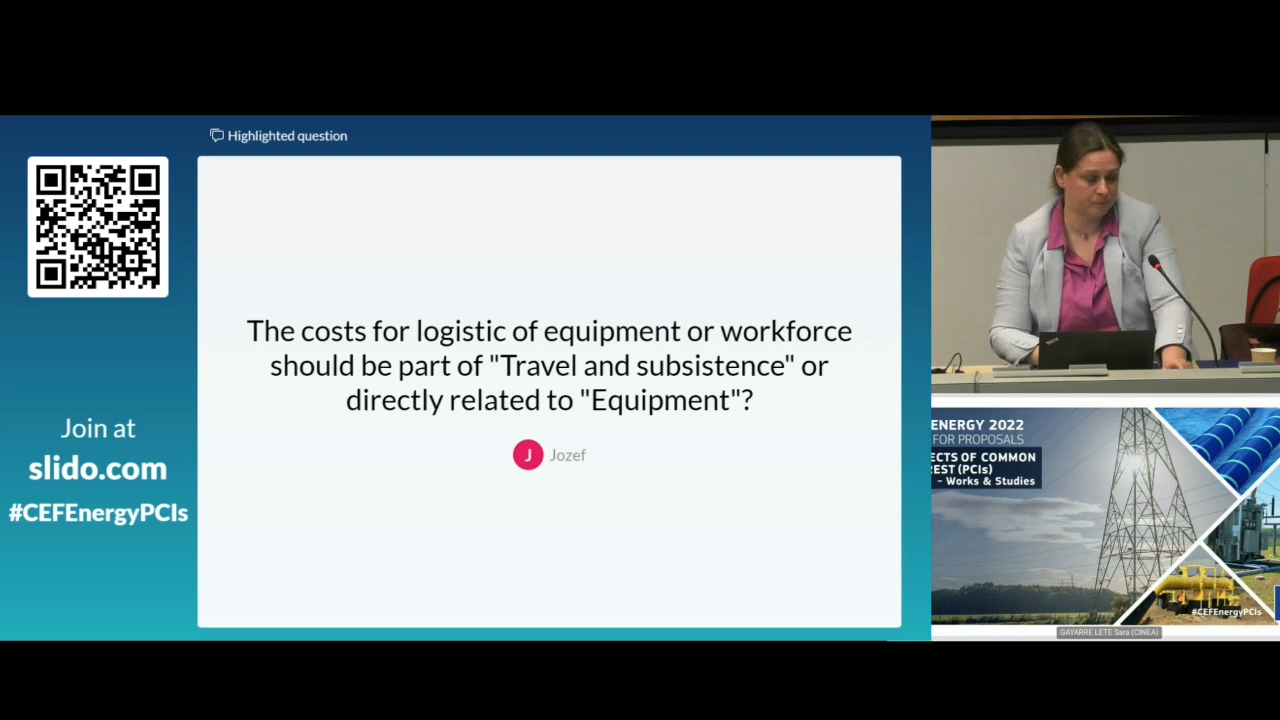 Highlighted question
The costs for logistic of equipment or workforce
should be part of "Travel and subsistence" or
directly related to "Equipment"?
J Jozef
Join at
slido.com
#CEFEnergyPCIs
ENERGY 2022
FOR PROPOSALS
ECTS OF COMMON
REST (PCIs)
- Works & Studies
#CEFEnergyPCIs
GAYARRE LETE Sara (CINEA)